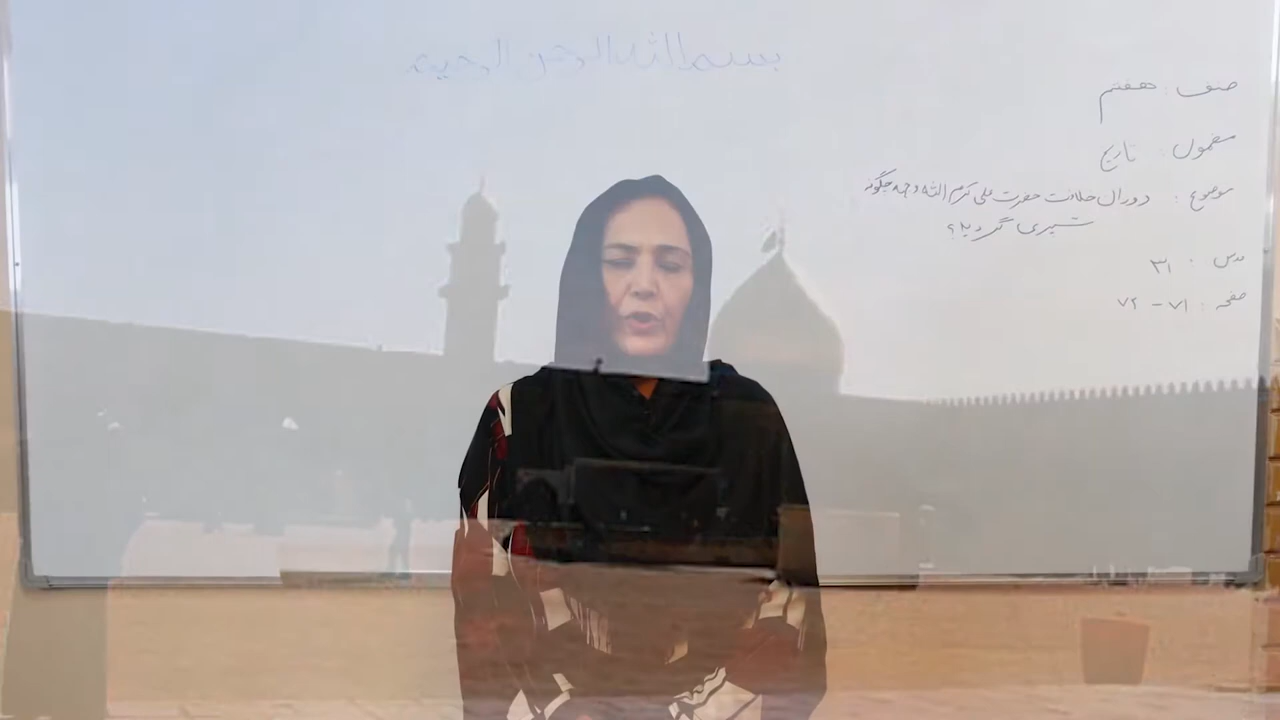 بسم الله الرحمن الرحیم
صنف : هفتم
مضمون : تاریخ
موضوع : دوران خلافت حضرت علی کرم الله وجهه چگونه
سپری گردید؟
درس : ۳۱
صفحه : ۷۱ - ۷۲